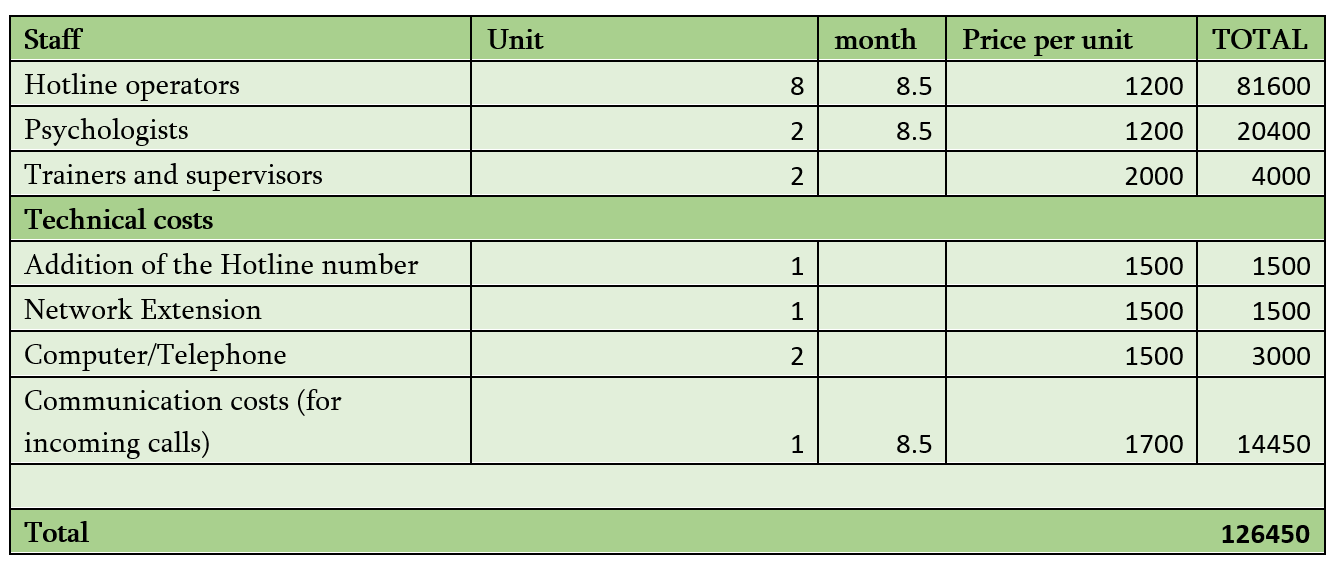 Staff Unit month Price per unit TOTAL
Hotline operators 8 8.5 1200 81600
Psychologists 2 8.5 1200 20400
Trainers and supervisors 2 2000 4000
Technical costs
Addition of the Hotline number 1 1500 1500
Network Extension 1 1500 1500
Computer/Telephone 2 1500 3000
Communication costs (for
incoming calls) 1 8.5 1700 14450
Total 126450